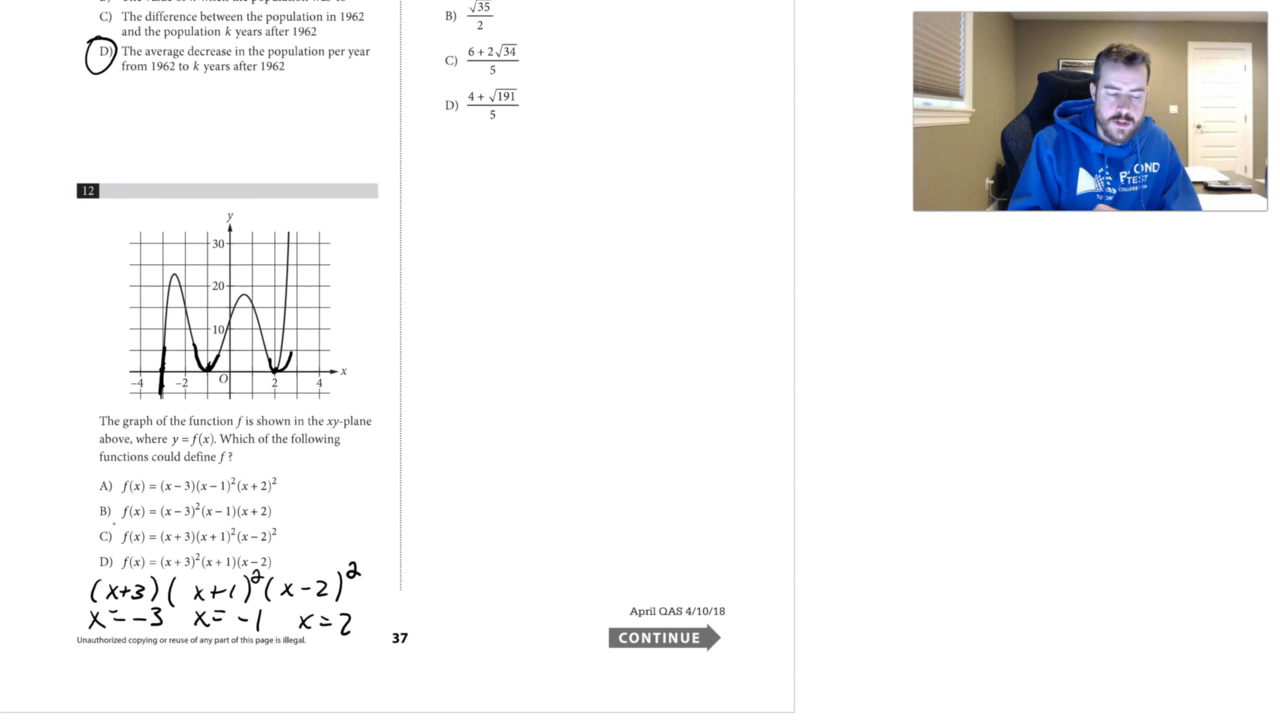 C) The difference between the population in 1962
and the population k years after 1962
D) The average decrease in the population per year
from 1962 to k years after 1962
12
y
30
20
10
-4
-2
O
2
4
x
The graph of the function f is shown in the xy-plane
above, where y = f(x). Which of the following
functions could define f ?
A) f(x) = (x − 3)(x − 1)²(x + 2)²
B) f(x) = (x − 3)²(x − 1)(x + 2)
C) f(x) = (x + 3)(x + 1)²(x − 2)²
D) f(x) = (x + 3)²(x + 1)(x − 2)
(x+3)(x+1)²(x-2)²
x=-3 x=-1 x=2
Unauthorized copying or reuse of any part of this page is illegal.
37
B) √35/2
C) (6 + 2√34)/5
D) (4 + √191)/5
April QAS 4/10/18
CONTINUE
TEST